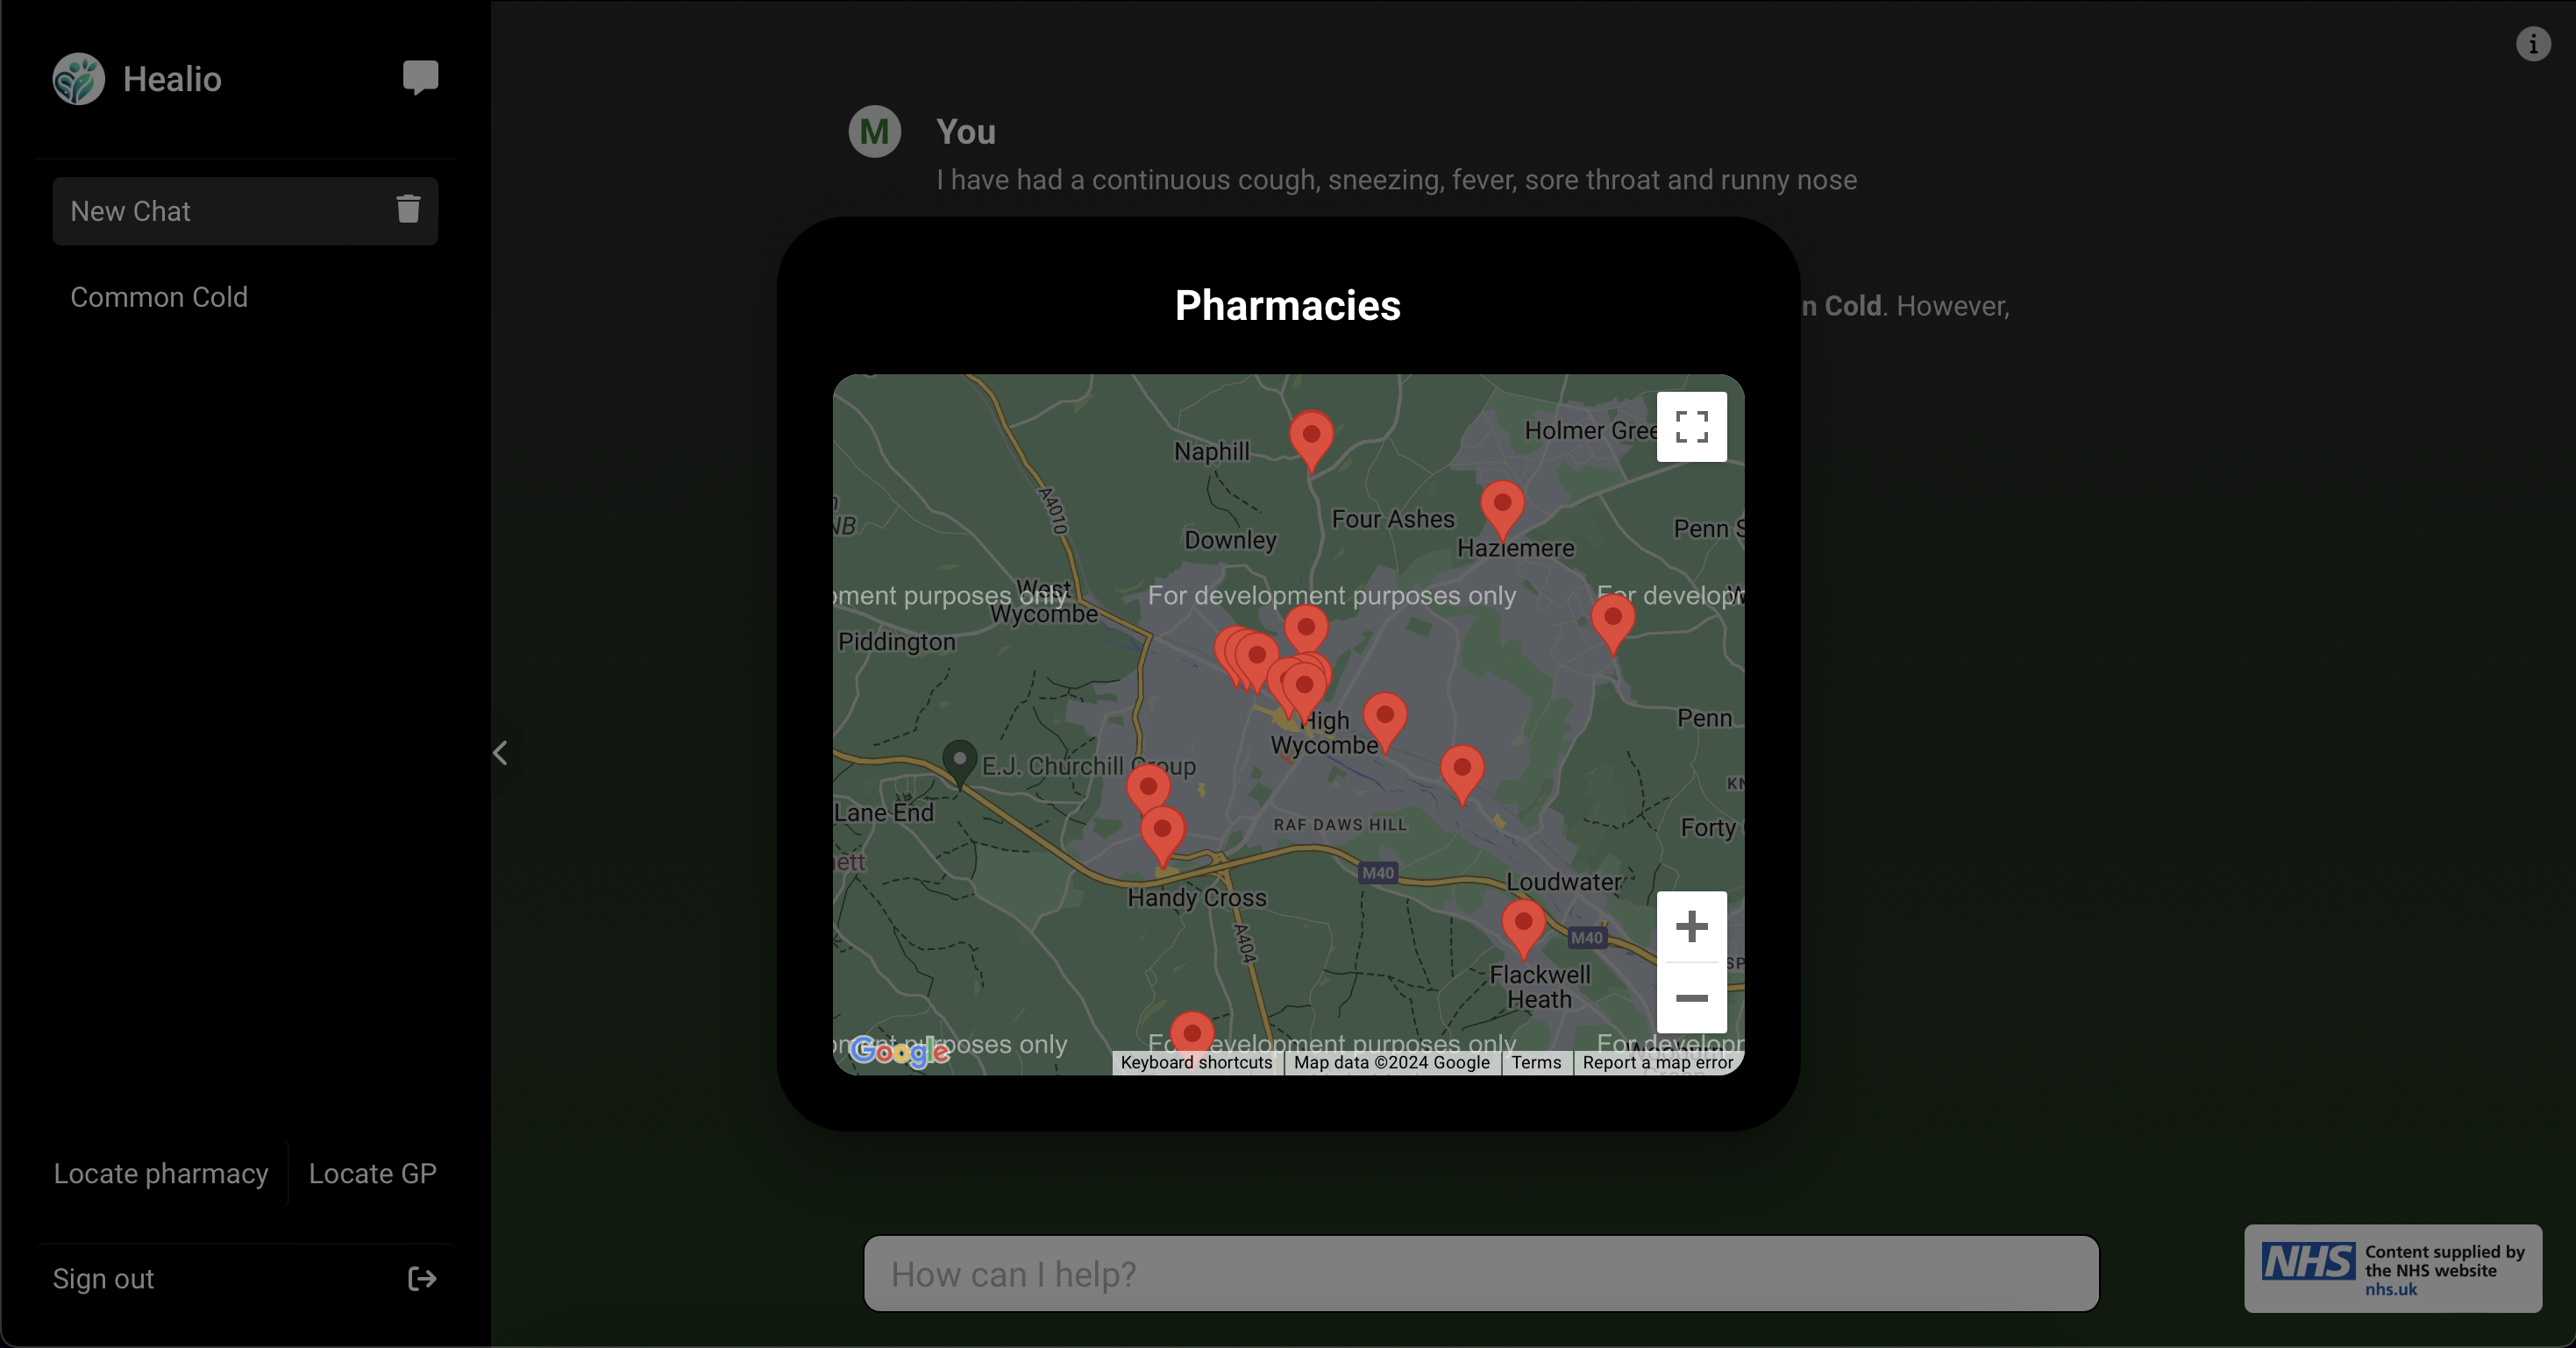 Healio
New Chat
Common Cold
Locate pharmacy
Locate GP
Sign out
M
You
I have had a continuous cough, sneezing, fever, sore throat and runny nose
n Cold. However,
Pharmacies
Naphill
Holmer Gree
A4010
Four Ashes
Hazlemere
Penn S
Downley
West
Wycombe
oment purposes only
For development purposes only
For developr
Piddington
High
Wycombe
Penn
E.J. Churchill Group
Lane End
RAF DAWS HILL
Forty
ett
M40
Loudwater
Handy Cross
A404
M40
Flackwell
Heath
oment purposes only
For development purposes only
For developr
Google
Keyboard shortcuts
Map data ©2024 Google
Terms
Report a map error
How can I help?
NHS
Content supplied by
the NHS website
nhs.uk